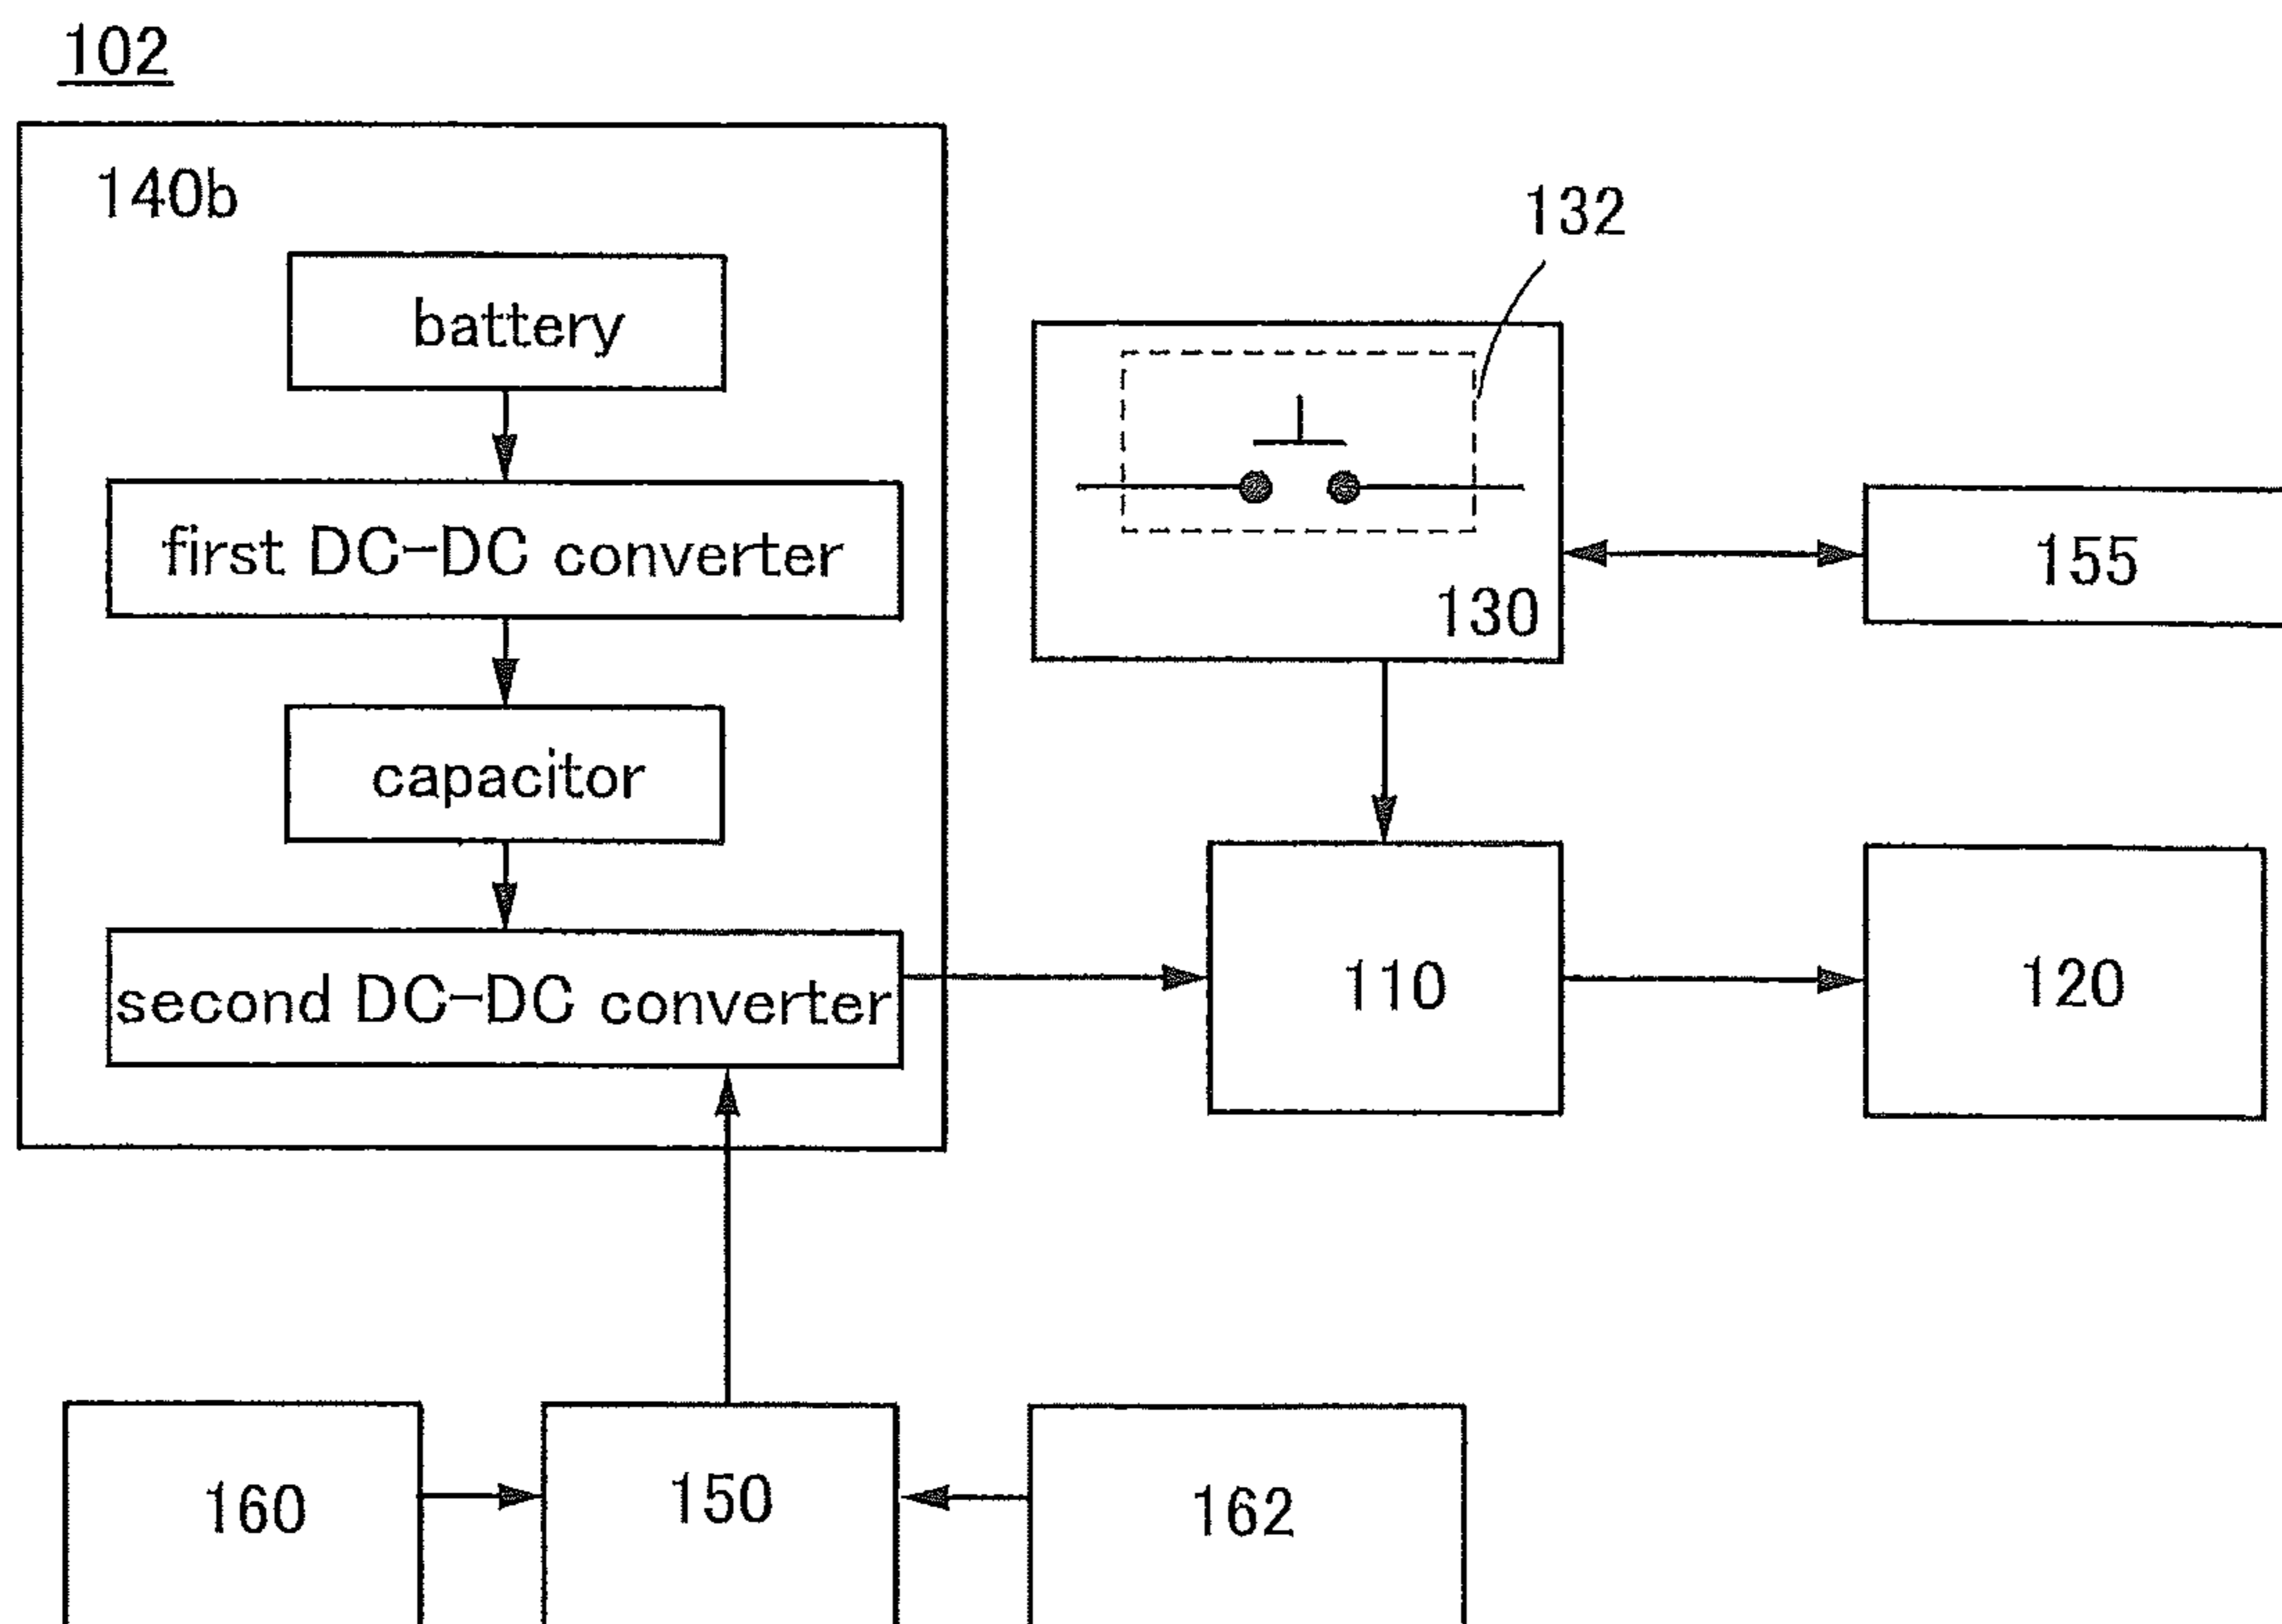 102
140b
battery
first DC-DC converter
capacitor
second DC-DC converter
132
130
155
110
120
160
150
162